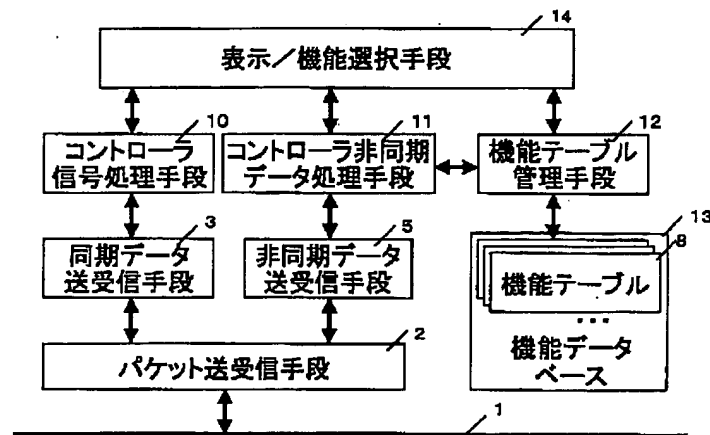 14
表示／機能選択手段
10
コントローラ
信号処理手段
11
コントローラ非同期
データ処理手段
12
機能テーブル
管理手段
3
同期データ
送受信手段
5
非同期データ
送受信手段
13
8
機能テーブル
...
機能データ
ベース
2
パケット送受信手段
1